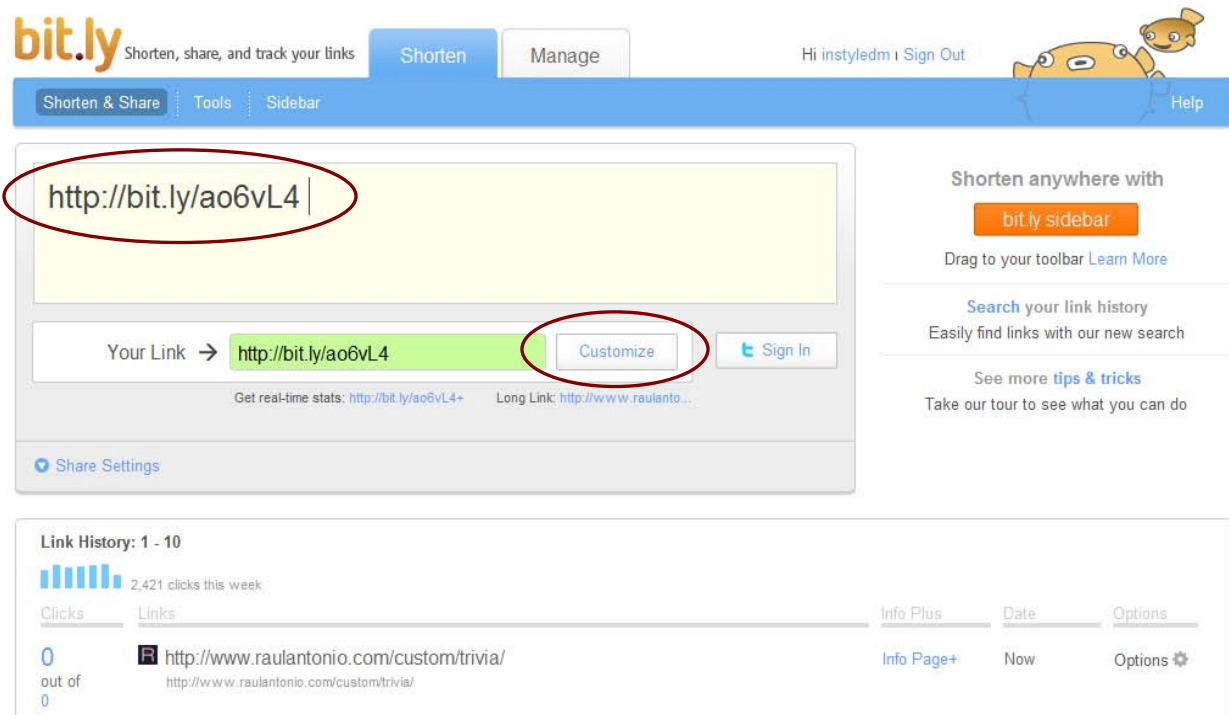 bit.ly Shorten, share, and track your links
Shorten
Manage
Hi instyledm | Sign Out
Shorten & Share
Tools
Sidebar
Help
http://bit.ly/ao6vL4
Your Link → http://bit.ly/ao6vL4
Customize
Sign In
Get real-time stats: http://bit.ly/ao6vL4+
Long Link: http://www.raulanto...
Share Settings
Shorten anywhere with
bit.ly sidebar
Drag to your toolbar Learn More
Search your link history
Easily find links with our new search
See more tips & tricks
Take our tour to see what you can do
Link History: 1 - 10
2,421 clicks this week
Clicks
Links
Info Plus
Date
Options
0
out of
0
R http://www.raulantonio.com/custom/trivia/
http://www.raulantonio.com/custom/trivia/
Info Page+
Now
Options